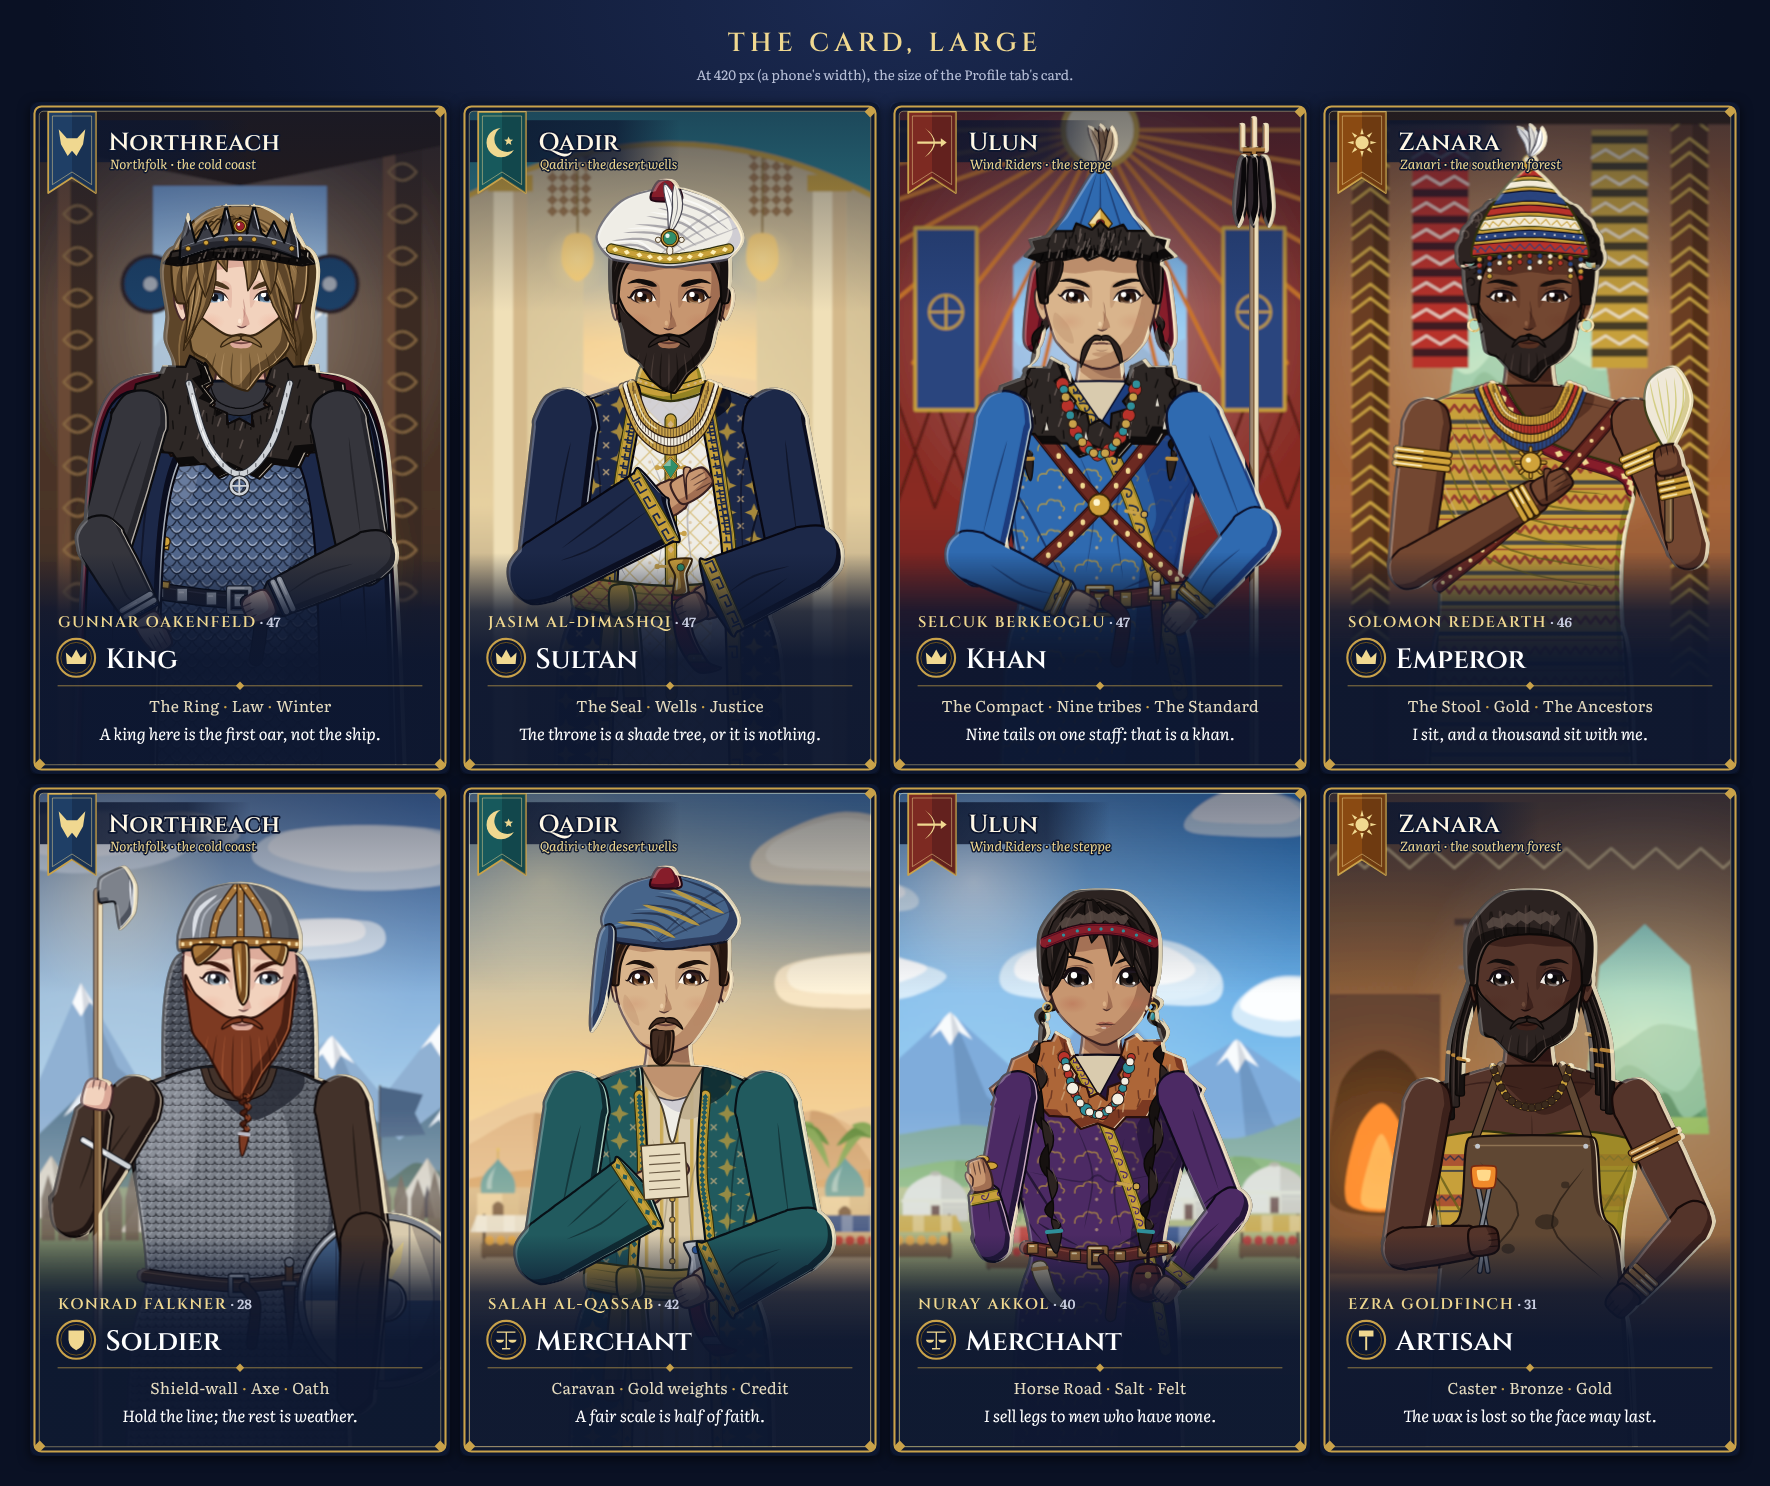 THE CARD, LARGE
At 420 px (a phone's width), the size of the Profile tab's card.
NORTHREACH
Northfolk · the cold coast
GUNNAR OAKENFELD · 47
KING
The Ring · Law · Winter
A king here is the first oar, not the ship.
QADIR
Qadiri · the desert wells
JASIM AL-DIMASHQI · 47
SULTAN
The Seal · Wells · Justice
The throne is a shade tree, or it is nothing.
ULUN
Wind Riders · the steppe
SELCUK BERKEOGLU · 47
KHAN
The Compact · Nine tribes · The Standard
Nine tails on one staff: that is a khan.
ZANARA
Zanari · the southern forest
SOLOMON REDEARTH · 46
EMPEROR
The Stool · Gold · The Ancestors
I sit, and a thousand sit with me.
NORTHREACH
Northfolk · the cold coast
KONRAD FALKNER · 28
SOLDIER
Shield-wall · Axe · Oath
Hold the line; the rest is weather.
QADIR
Qadiri · the desert wells
SALAH AL-QASSAB · 42
MERCHANT
Caravan · Gold weights · Credit
A fair scale is half of faith.
ULUN
Wind Riders · the steppe
NURAY AKKOL · 40
MERCHANT
Horse Road · Salt · Felt
I sell legs to men who have none.
ZANARA
Zanari · the southern forest
EZRA GOLDFINCH · 31
ARTISAN
Caster · Bronze · Gold
The wax is lost so the face may last.